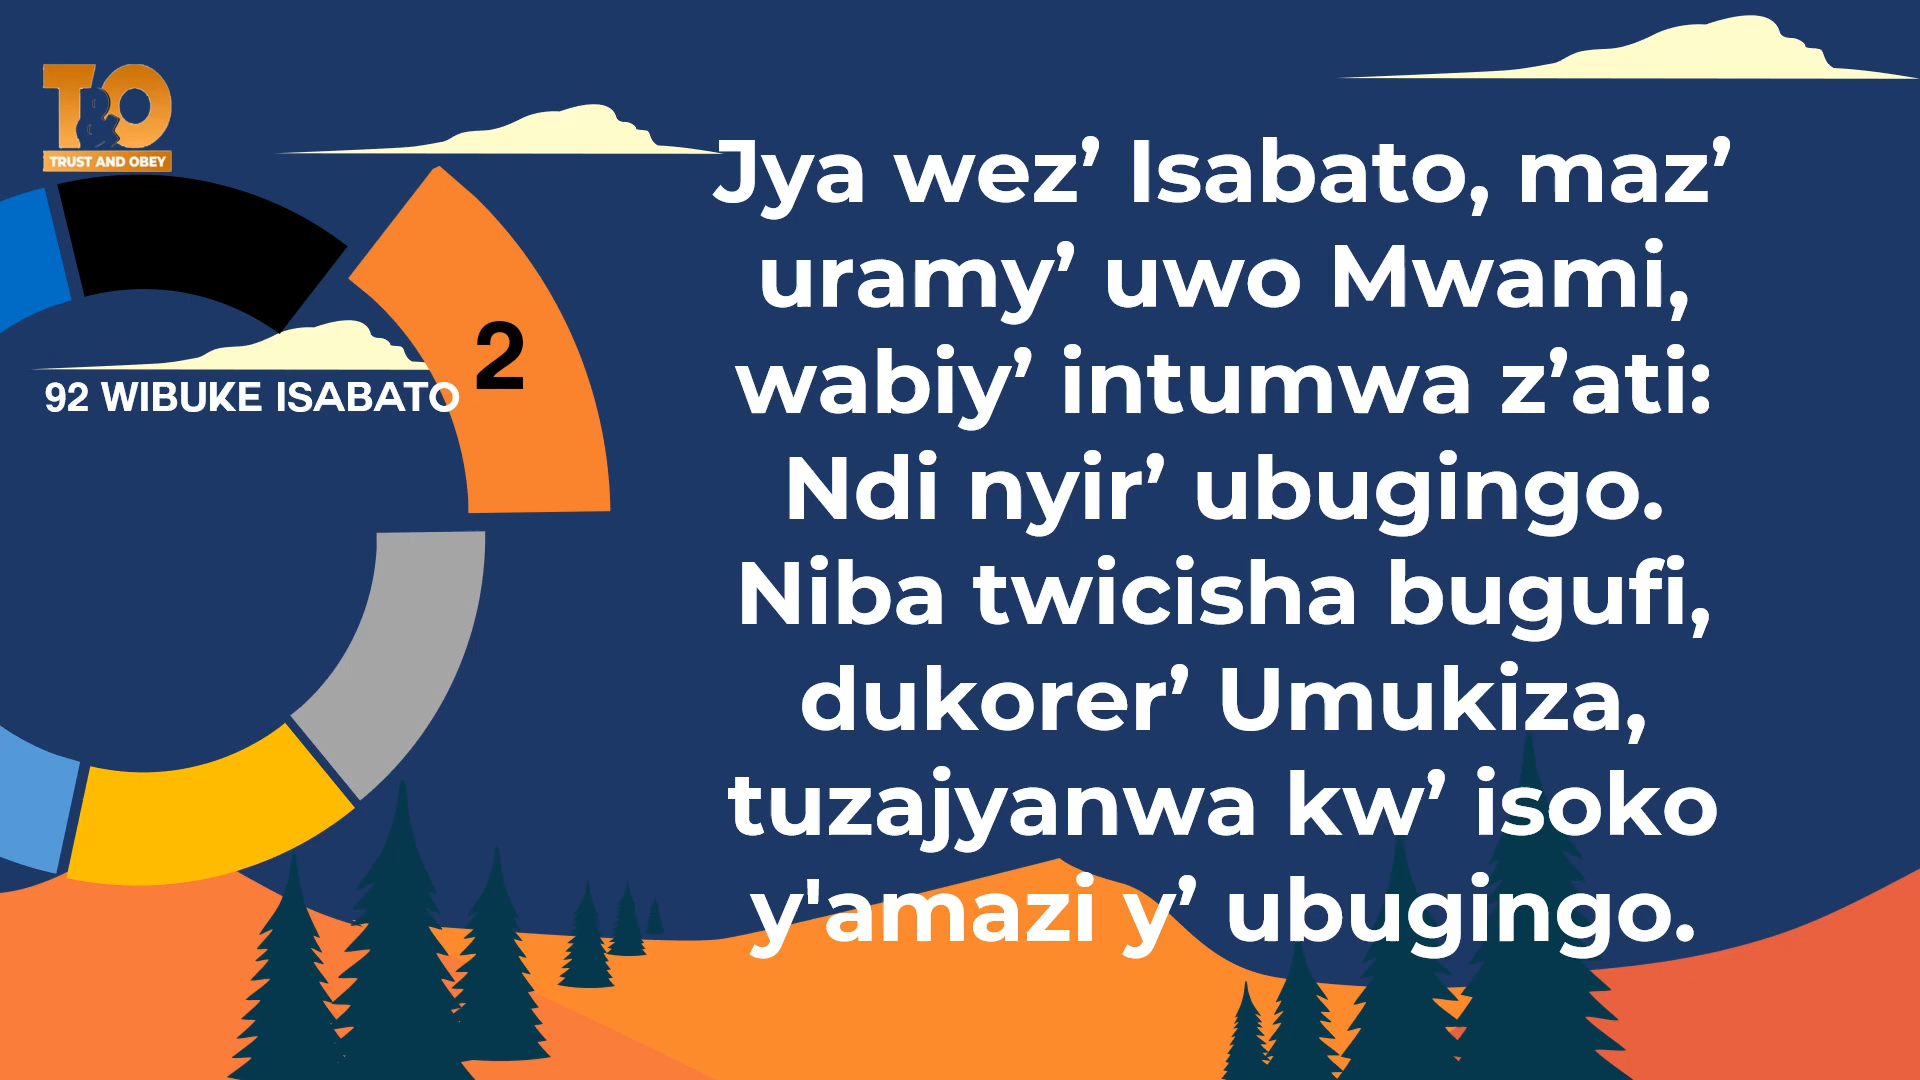 T&O
TRUST AND OBEY
92 WIBUKE ISABATO
2
Jya wez’ Isabato, maz’
uramy’ uwo Mwami,
wabiy’ intumwa z’ati:
Ndi nyir’ ubugingo.
Niba twicisha bugufi,
dukorer’ Umukiza,
tuzajyanwa kw’ isoko
y'amazi y’ ubugingo.